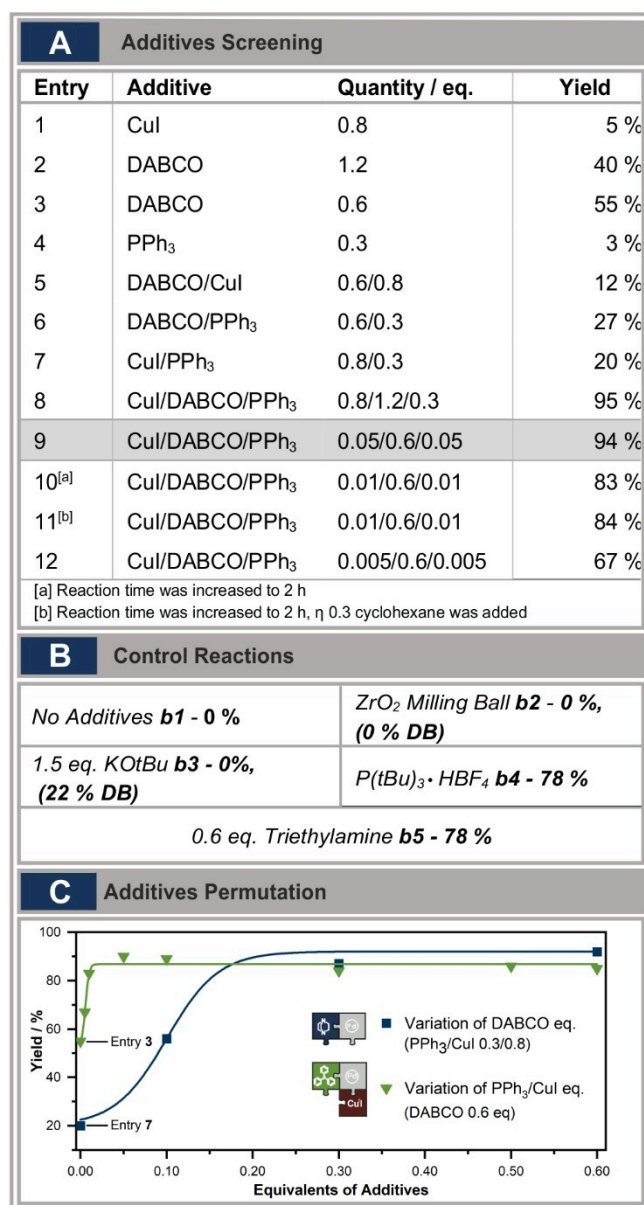 A Additives Screening
Entry Additive Quantity / eq. Yield
1 CuI 0.8 5 %
2 DABCO 1.2 40 %
3 DABCO 0.6 55 %
4 PPh₃ 0.3 3 %
5 DABCO/CuI 0.6/0.8 12 %
6 DABCO/PPh₃ 0.6/0.3 27 %
7 CuI/PPh₃ 0.8/0.3 20 %
8 CuI/DABCO/PPh₃ 0.8/1.2/0.3 95 %
9 CuI/DABCO/PPh₃ 0.05/0.6/0.05 94 %
10[a] CuI/DABCO/PPh₃ 0.01/0.6/0.01 83 %
11[b] CuI/DABCO/PPh₃ 0.01/0.6/0.01 84 %
12 CuI/DABCO/PPh₃ 0.005/0.6/0.005 67 %
[a] Reaction time was increased to 2 h
[b] Reaction time was increased to 2 h, η 0.3 cyclohexane was added
B Control Reactions
No Additives b1 - 0 %
ZrO₂ Milling Ball b2 - 0 %,
(0 % DB)
1.5 eq. KOtBu b3 - 0%,
(22 % DB)
P(tBu)₃ • HBF₄ b4 - 78 %
0.6 eq. Triethylamine b5 - 78 %
C Additives Permutation
Yield / %
100
80
60
40
20
Entry 3
Entry 7
Pd
Variation of DABCO eq.
(PPh₃/CuI 0.3/0.8)
Pd
CuI
Variation of PPh₃/CuI eq.
(DABCO 0.6 eq)
0.00 0.10 0.20 0.30 0.40 0.50 0.60
Equivalents of Additives